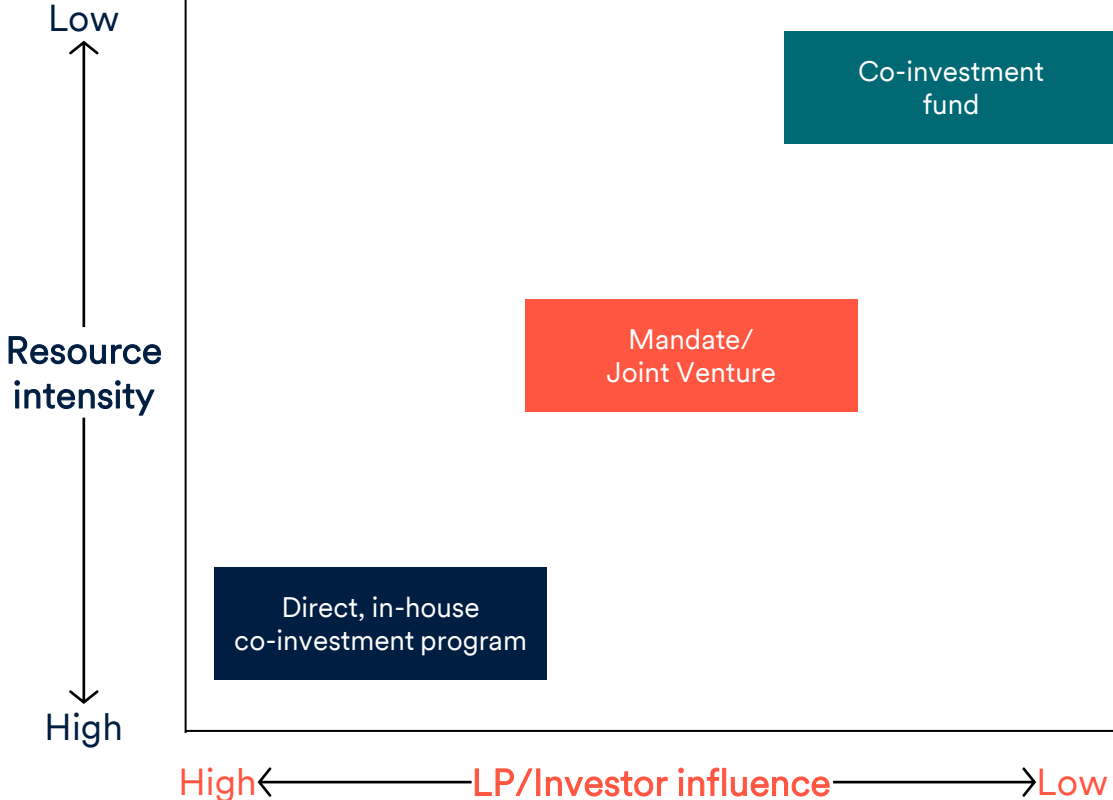 Low
Co-investment
fund
Resource
intensity
Mandate/
Joint Venture
Direct, in-house
co-investment program
High
High
LP/Investor influence
Low